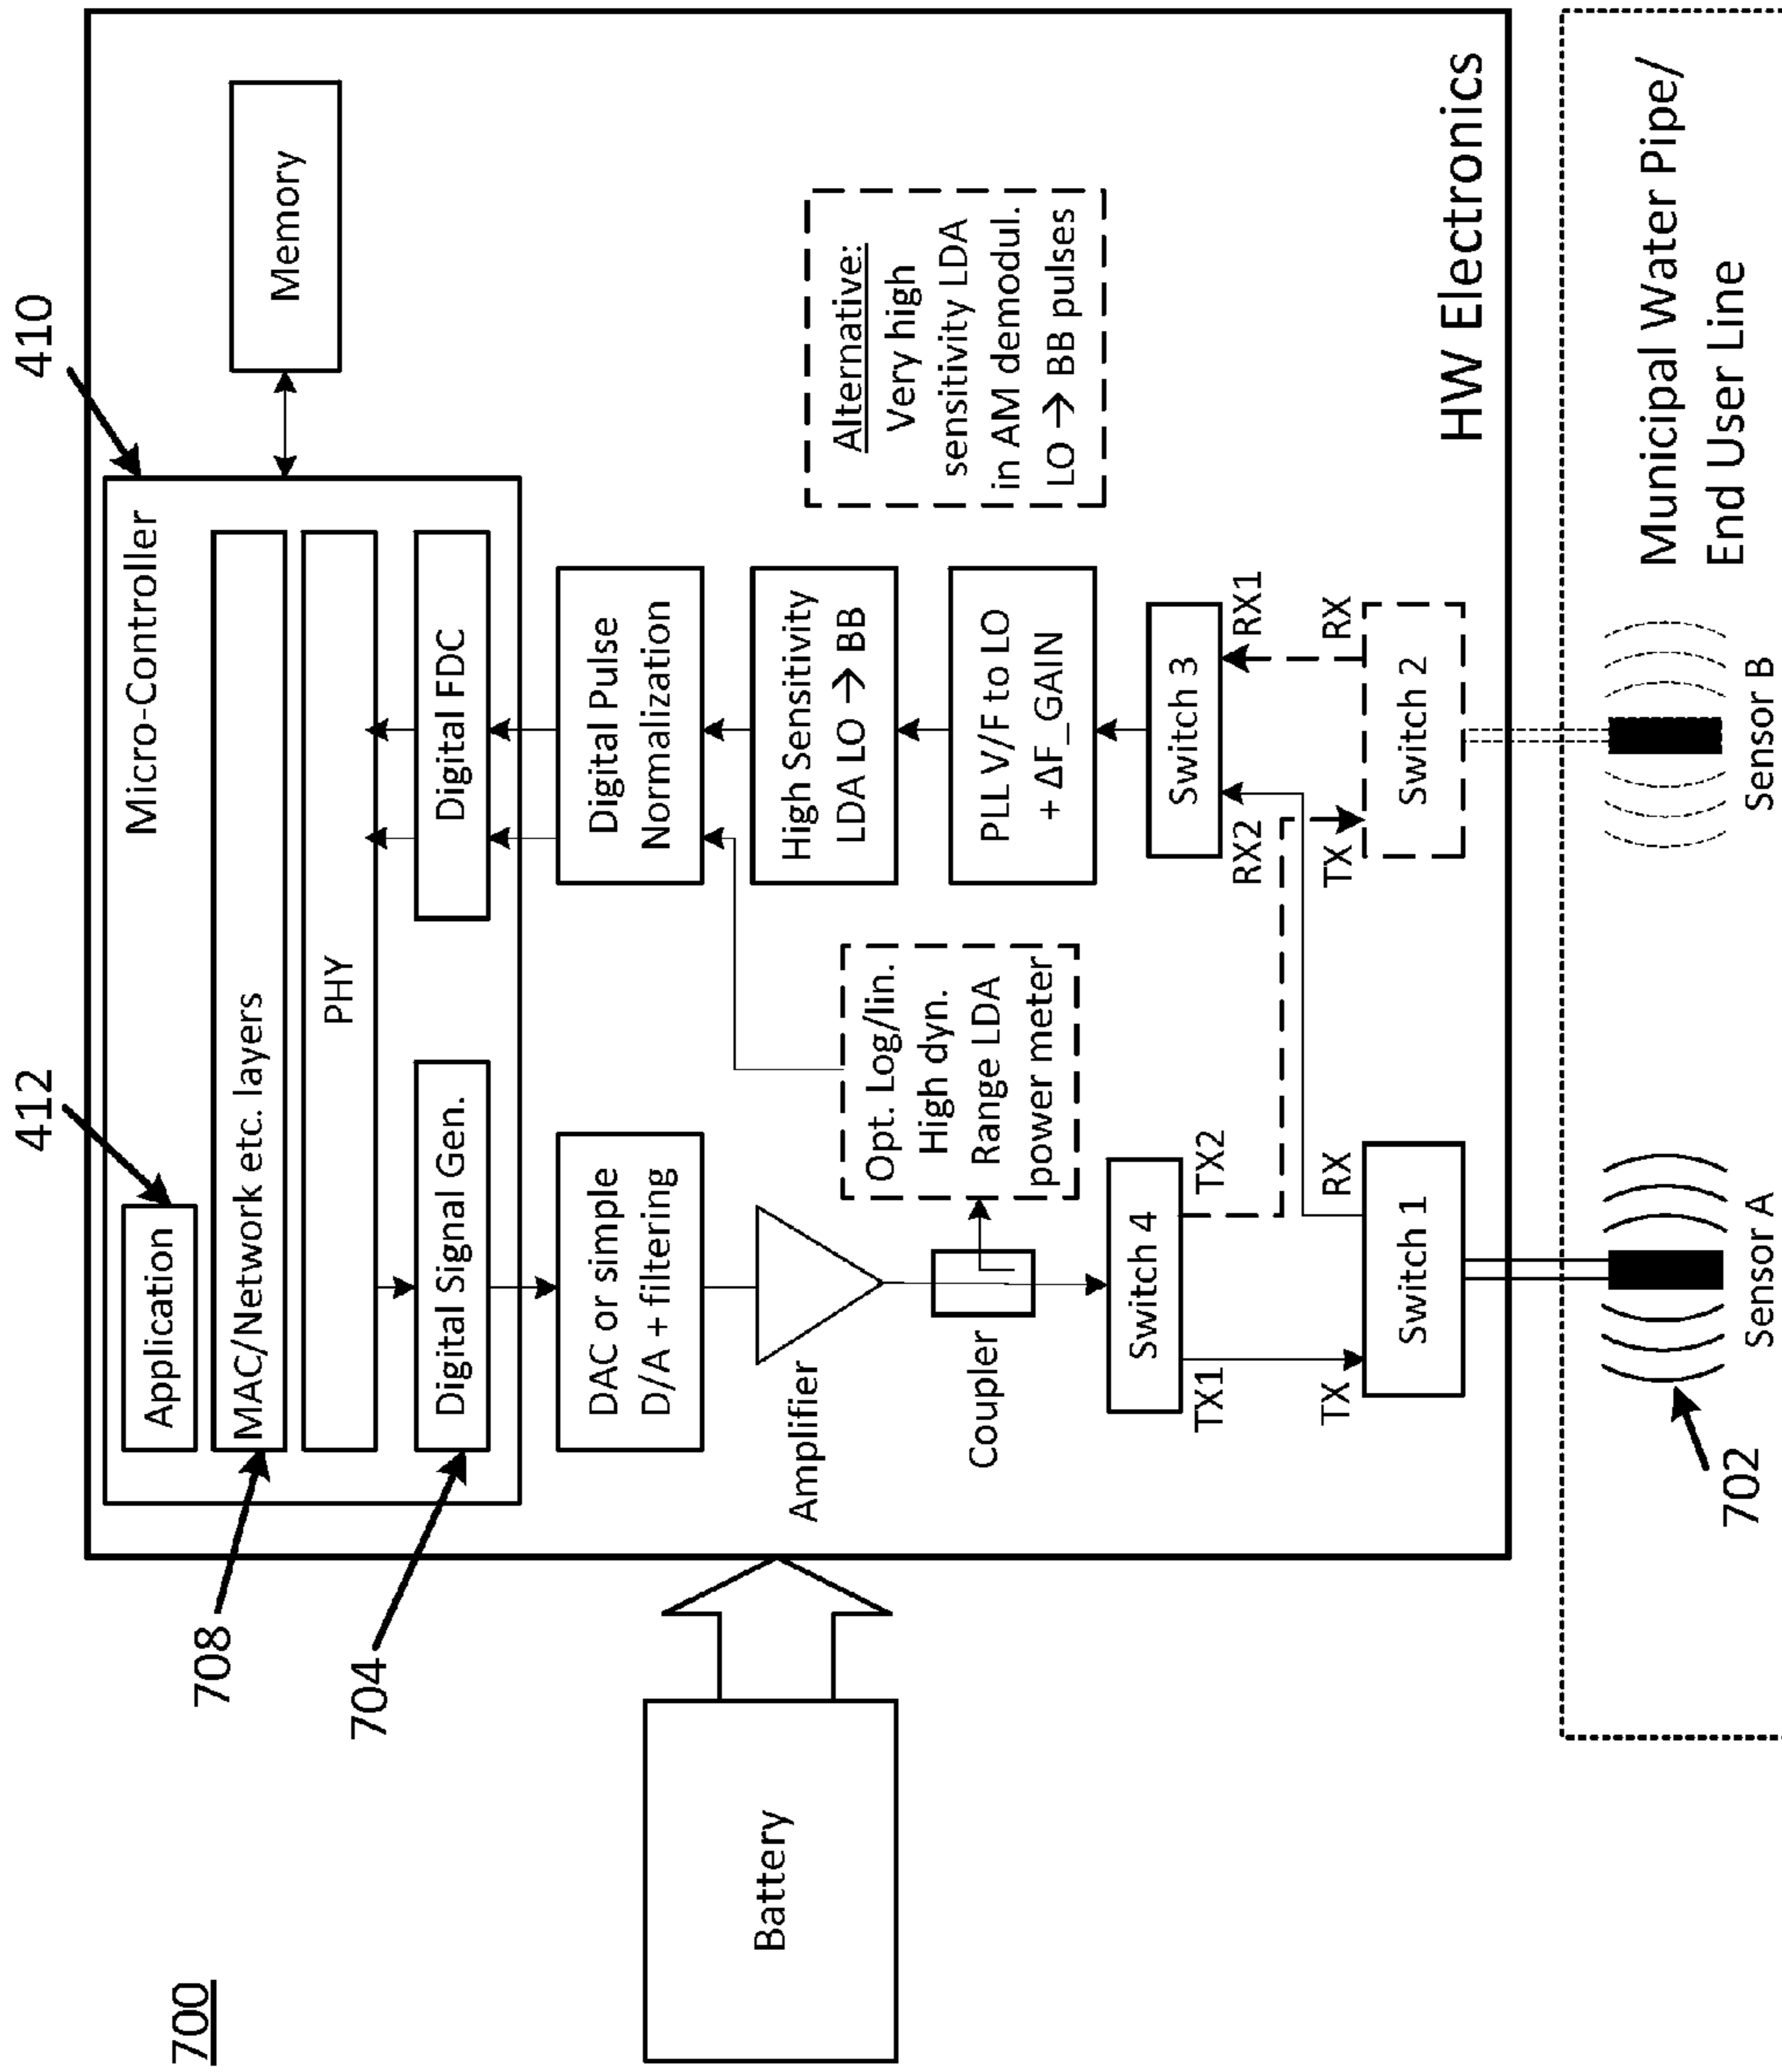 700
412
410
708
704
Micro-Controller
Application
MAC/Network etc. layers
PHY
Digital Signal Gen.
Digital FDC
Memory
Battery
DAC or simple
D/A + filtering
Digital Pulse
Normalization
Amplifier
Opt. Log/lin.
High dyn.
Range LDA
power meter
High Sensitivity
LDA LO → BB
Alternative:
Very high
sensitivity LDA
in AM demodul.
LO → BB pulses
Coupler
PLL V/F to LO
+ ΔF_GAIN
Switch 4
Switch 3
TX1
TX2
RX2
RX1
TX
RX
TX
RX
Switch 1
Switch 2
HW Electronics
702
Sensor A
Sensor B
Municipal Water Pipe/
End User Line